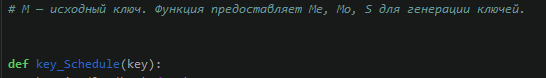 # M — исходный ключ. Функция предоставляет Me, Mo, S для генерации ключей.
def key_Schedule(key):